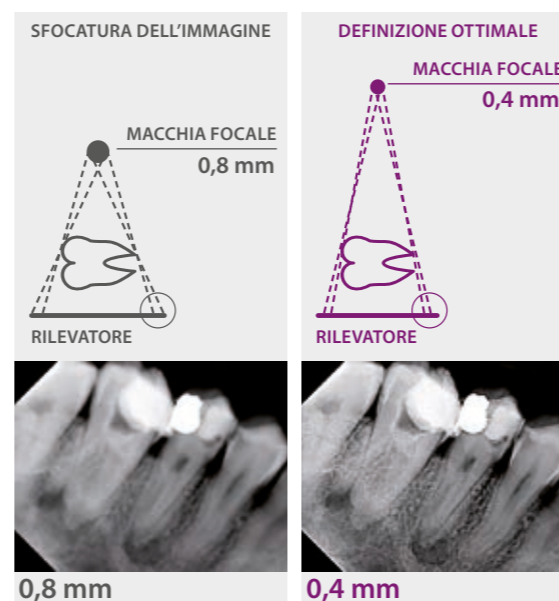 SFOCATURA DELL’IMMAGINE
MACCHIA FOCALE
0,8 mm
RILEVATORE
0,8 mm
DEFINIZIONE OTTIMALE
MACCHIA FOCALE
0,4 mm
RILEVATORE
0,4 mm